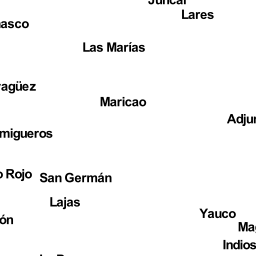 Juncal
Lares
asco
Las Marías
agüez
Maricao
Adju
migueros
o Rojo
San Germán
Lajas
ón
Yauco
Ma
Indios